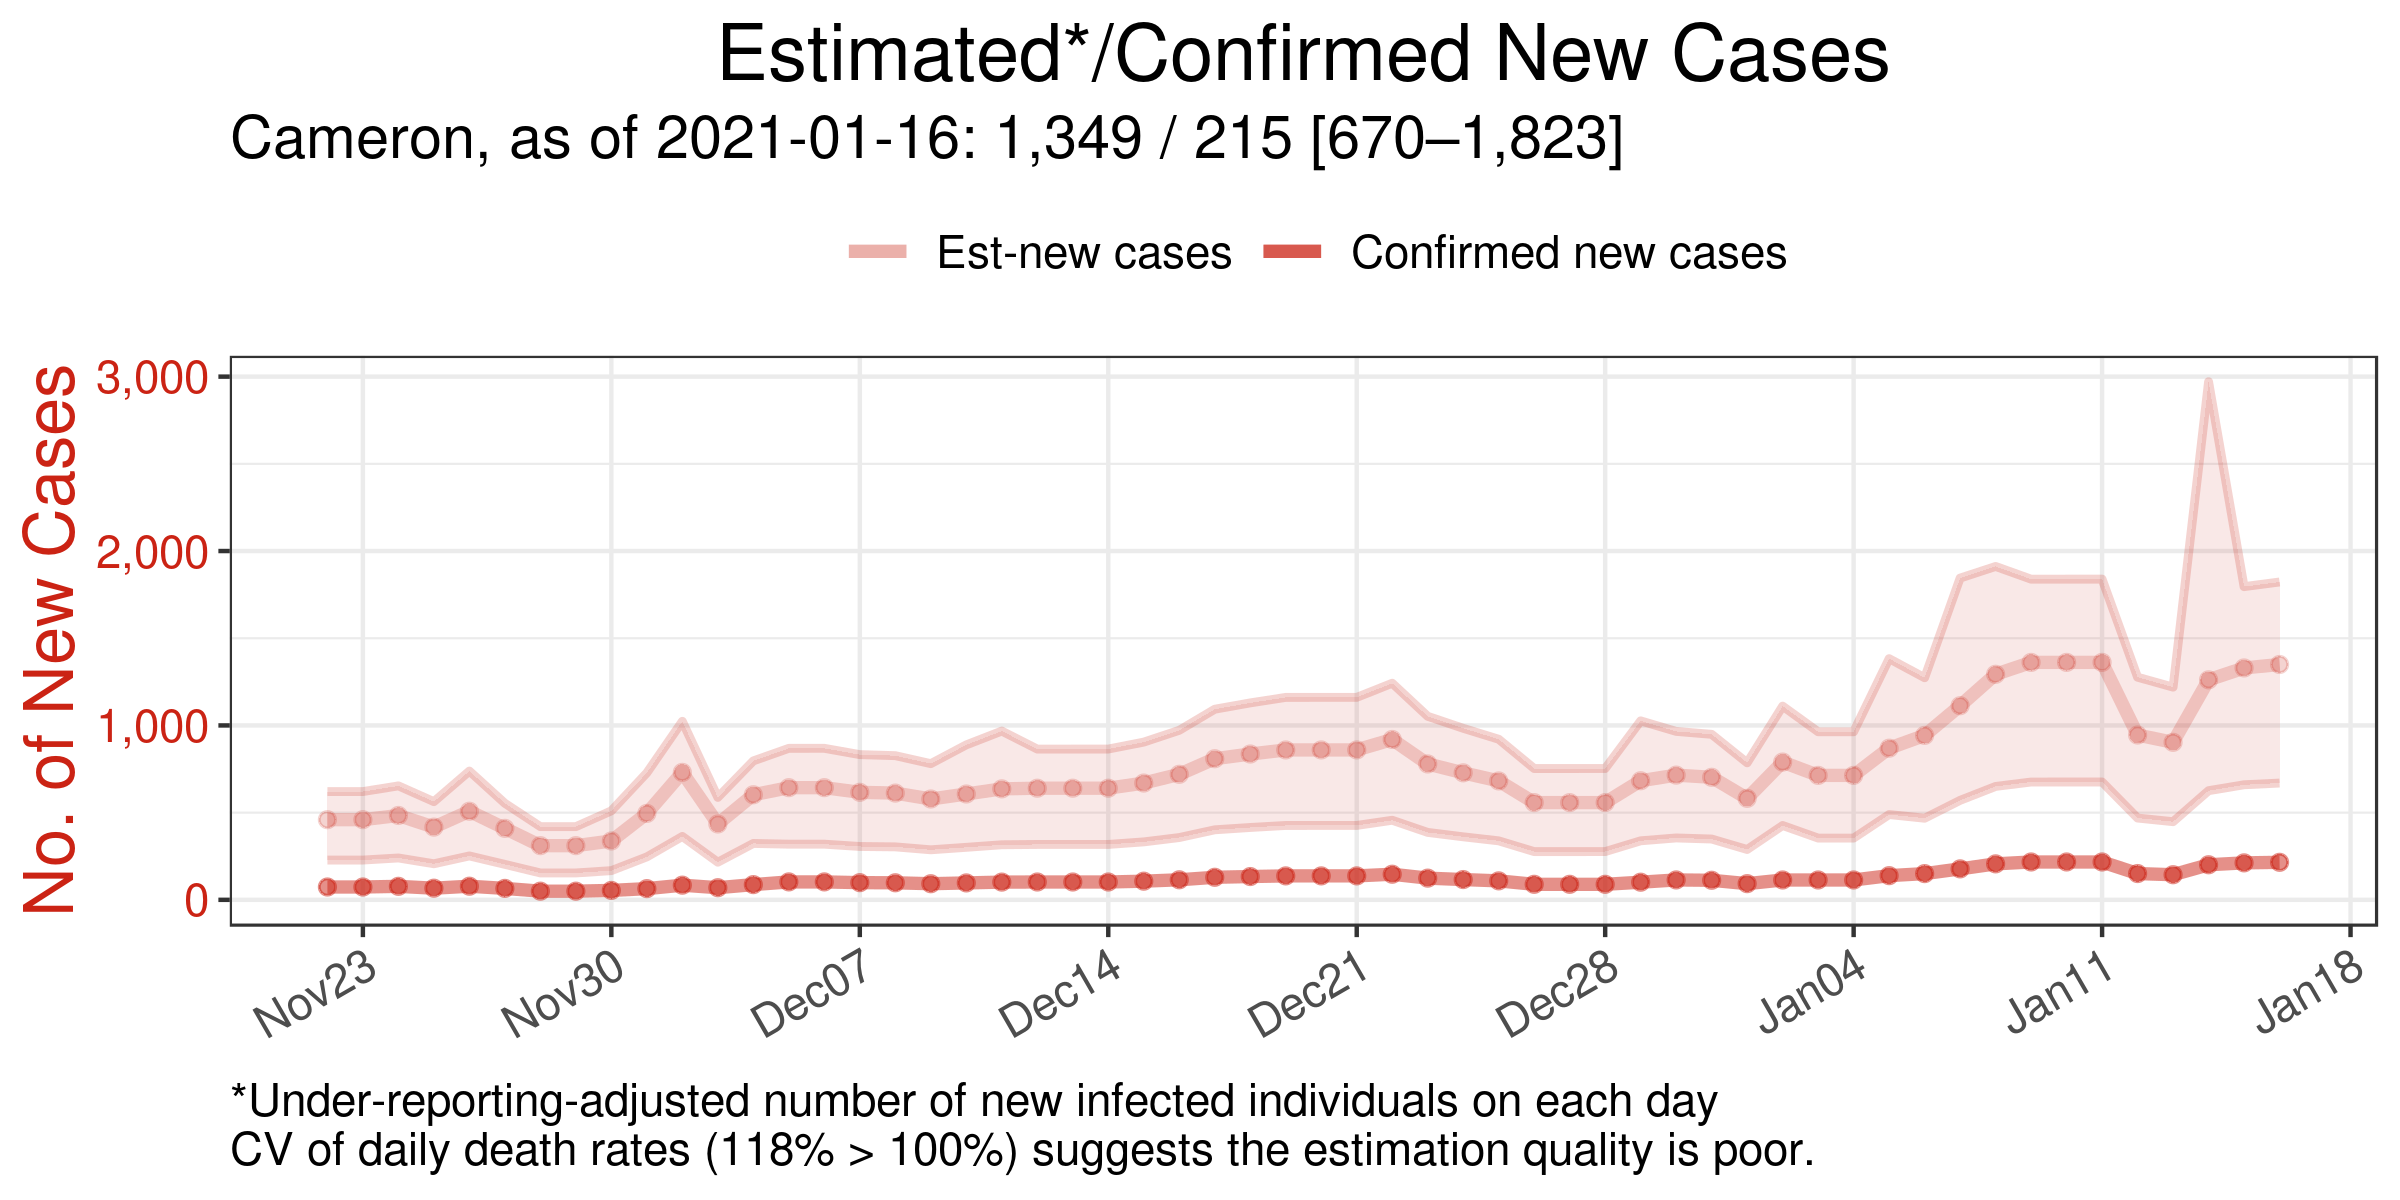 Estimated*/Confirmed New Cases
Cameron, as of 2021-01-16: 1,349 / 215 [670–1,823]
Est-new cases
Confirmed new cases
No. of New Cases
3,000
2,000
1,000
0
Nov23
Nov30
Dec07
Dec14
Dec21
Dec28
Jan04
Jan11
Jan18
*Under-reporting-adjusted number of new infected individuals on each day
CV of daily death rates (118% > 100%) suggests the estimation quality is poor.